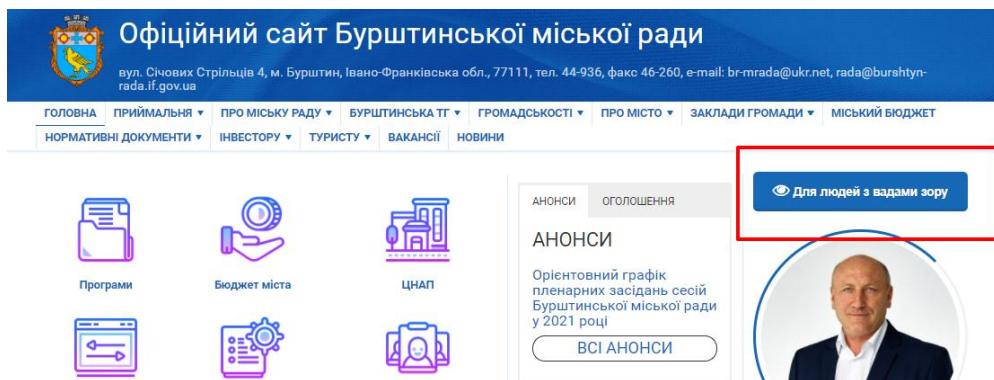 Офіційний сайт Бурштинської міської ради
вул. Січових Стрільців 4, м. Бурштин, Івано-Франківська обл., 77111, тел. 44-936, факс 46-260, e-mail: br-mrada@ukr.net, rada@burshtyn-
rada.if.gov.ua
ГОЛОВНА ПРИЙМАЛЬНЯ ПРО МІСЬКУ РАДУ БУРШТИНСЬКА ТГ ГРОМАДСЬКОСТІ ПРО МІСТО ЗАКЛАДИ ГРОМАДИ МІСЬКИЙ БЮДЖЕТ
НОРМАТИВНІ ДОКУМЕНТИ ІНВЕСТОРУ ТУРИСТУ ВАКАНСІЇ НОВИНИ
Програми
Бюджет міста
ЦНАП
АНОНСИ ОГОЛОШЕННЯ
АНОНСИ
Орієнтовний графік
пленарних засідань сесій
Бурштинської міської ради
у 2021 році
ВСІ АНОНСИ
Для людей з вадами зору